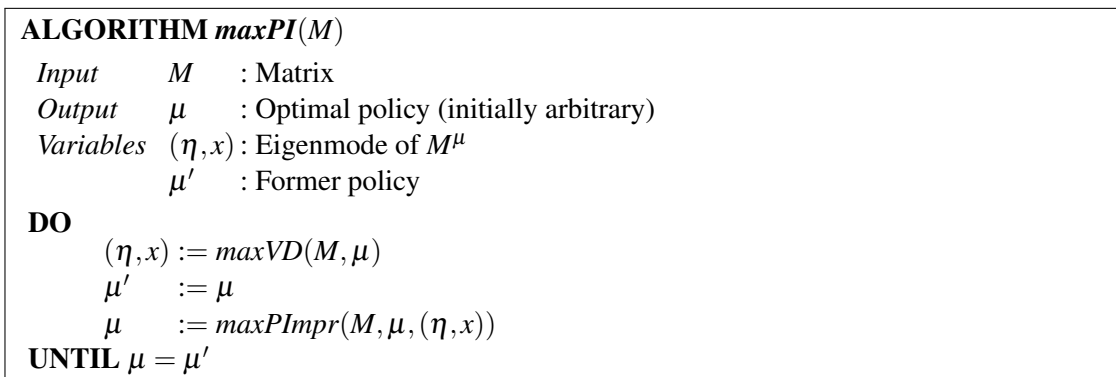 ALGORITHM maxPI(M)
Input M : Matrix
Output μ : Optimal policy (initially arbitrary)
Variables (η,x) : Eigenmode of M^μ
μ′ : Former policy
DO
(η,x) := maxVD(M,μ)
μ′ := μ
μ := maxPImpr(M,μ,(η,x))
UNTIL μ = μ′